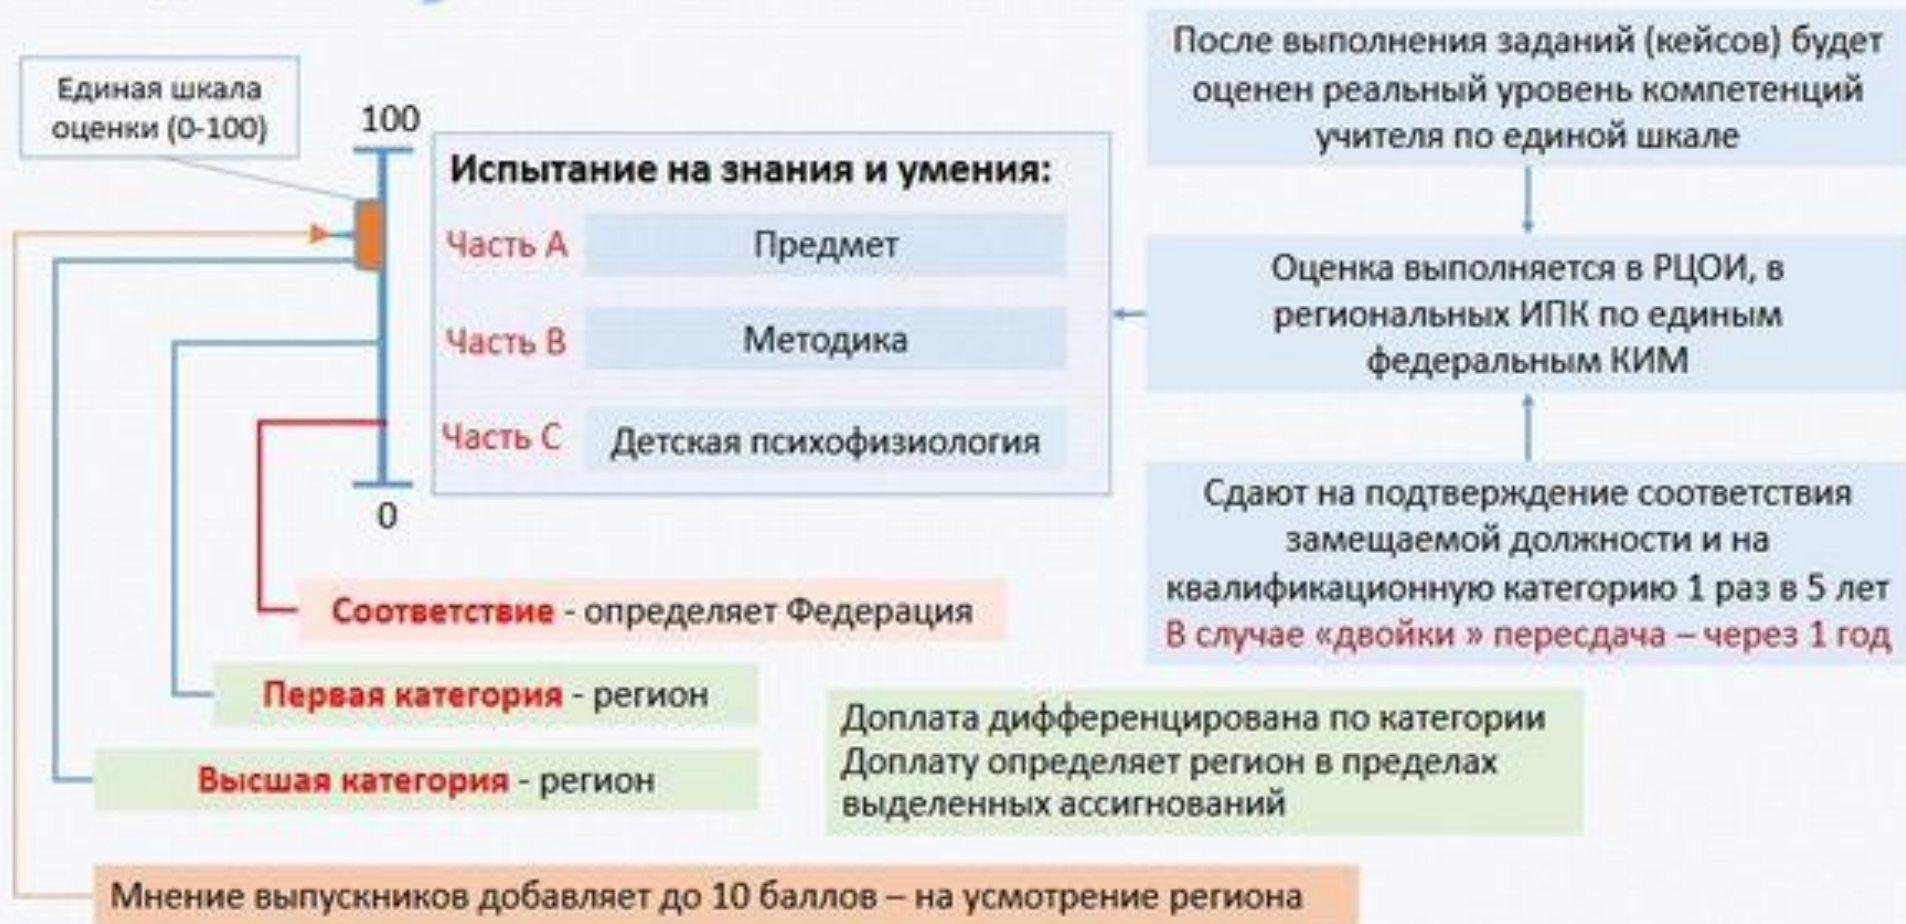 Единая шкала
оценки (0-100)
100
0
Испытание на знания и умения:
Часть А
Предмет
Часть В
Методика
Часть С
Детская психофизиология
После выполнения заданий (кейсов) будет
оценен реальный уровень компетенций
учителя по единой шкале
Оценка выполняется в РЦОИ, в
региональных ИПК по единым
федеральным КИМ
Сдают на подтверждение соответствия
замещаемой должности и на
квалификационную категорию 1 раз в 5 лет
В случае «двойки » пересдача – через 1 год
Соответствие - определяет Федерация
Первая категория - регион
Высшая категория - регион
Доплата дифференцирована по категории
Доплату определяет регион в пределах
выделенных ассигнований
Мнение выпускников добавляет до 10 баллов – на усмотрение региона